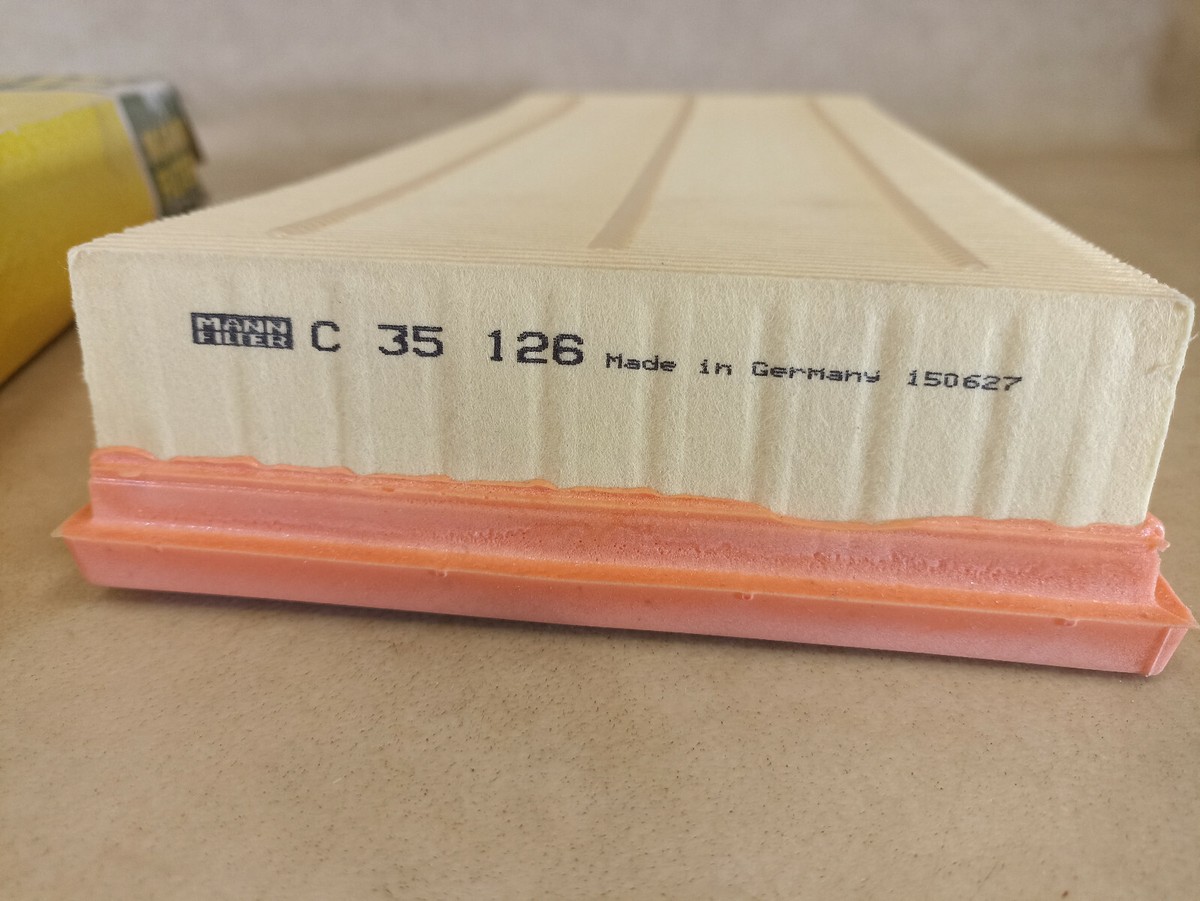 MANN
FILTER
C 35 126 Made in Germany 150627